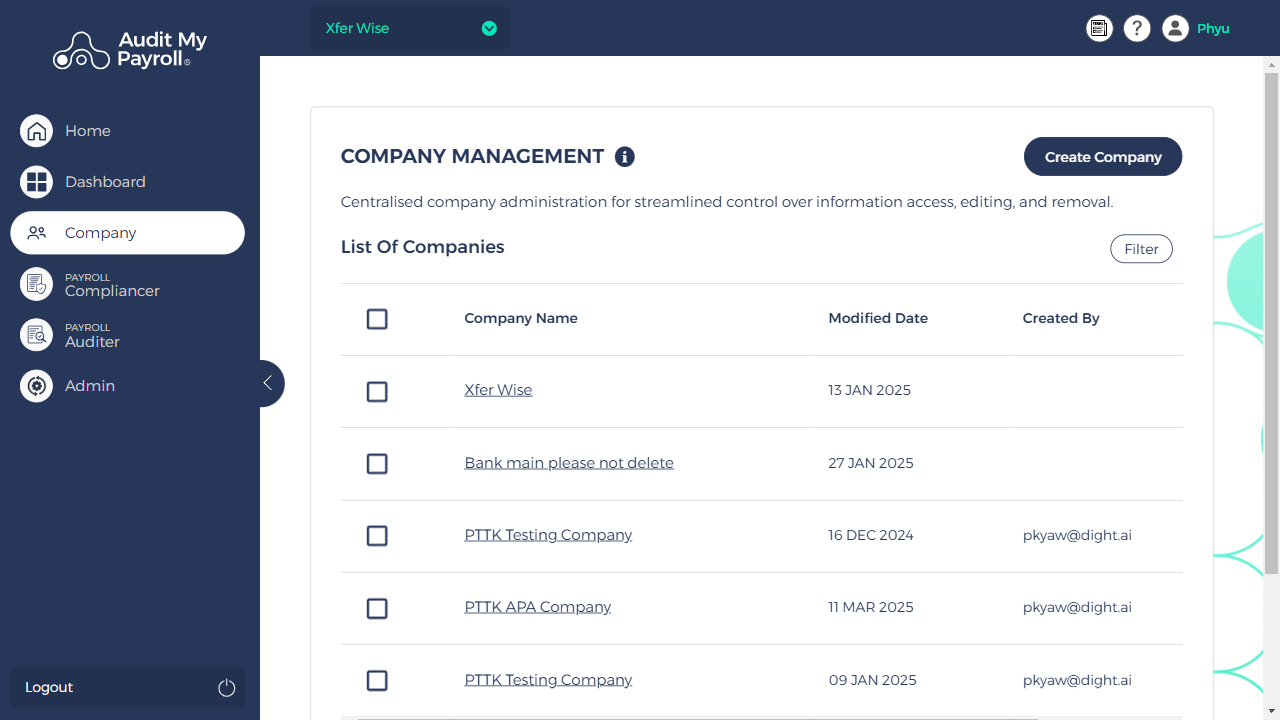 Audit My
Payroll®
Xfer Wise
?
Phyu
Home
Dashboard
Company
PAYROLL
Compliancer
PAYROLL
Auditer
Admin
Logout
COMPANY MANAGEMENT
Create Company
Centralised company administration for streamlined control over information access, editing, and removal.
List Of Companies
Filter
Company Name Modified Date Created By
Xfer Wise 13 JAN 2025
Bank main please not delete 27 JAN 2025
PTTK Testing Company 16 DEC 2024 pkyaw@dight.ai
PTTK APA Company 11 MAR 2025 pkyaw@dight.ai
PTTK Testing Company 09 JAN 2025 pkyaw@dight.ai